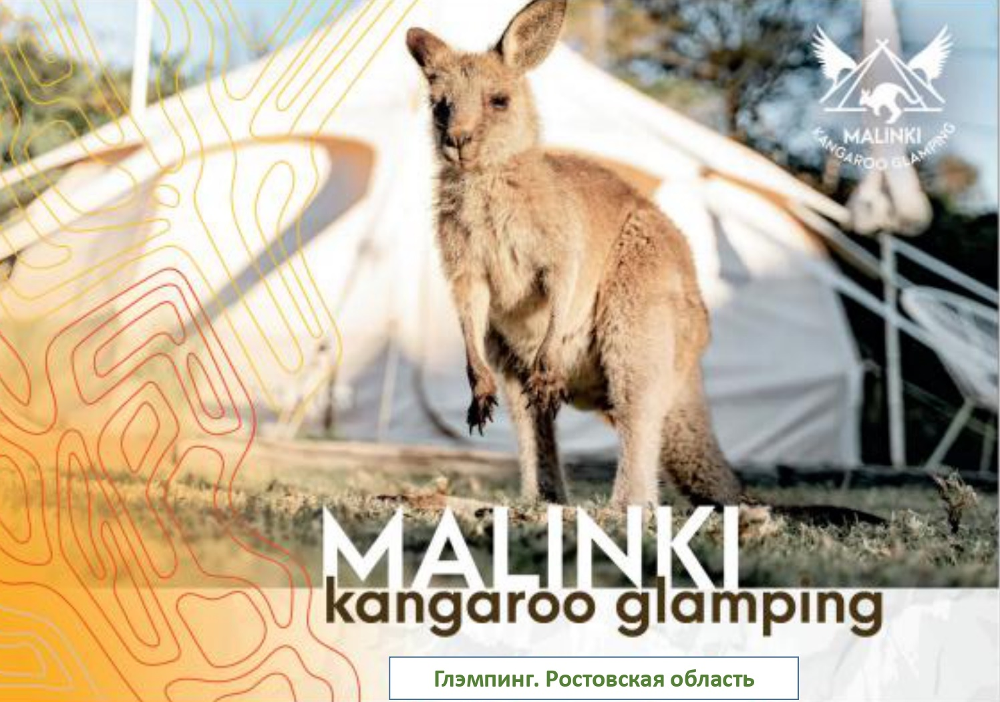 MALINKI
KANGAROO GLAMPING
MALINKI
kangaroo glamping
Глэмпинг. Ростовская область